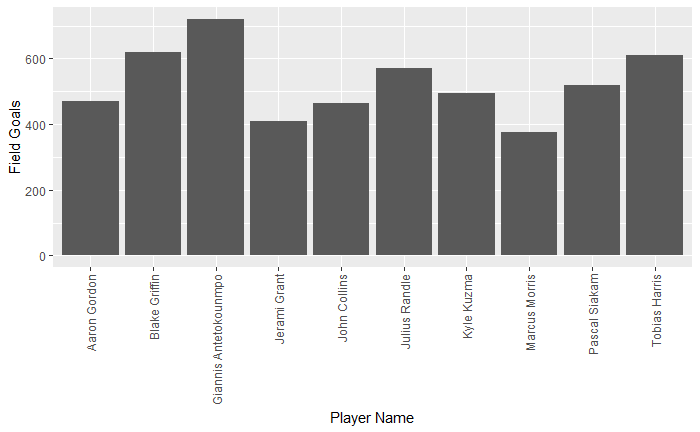 Field Goals
600
400
200
0
Aaron Gordon
Blake Griffin
Giannis Antetokounmpo
Jerami Grant
John Collins
Julius Randle
Kyle Kuzma
Marcus Morris
Pascal Siakam
Tobias Harris
Player Name